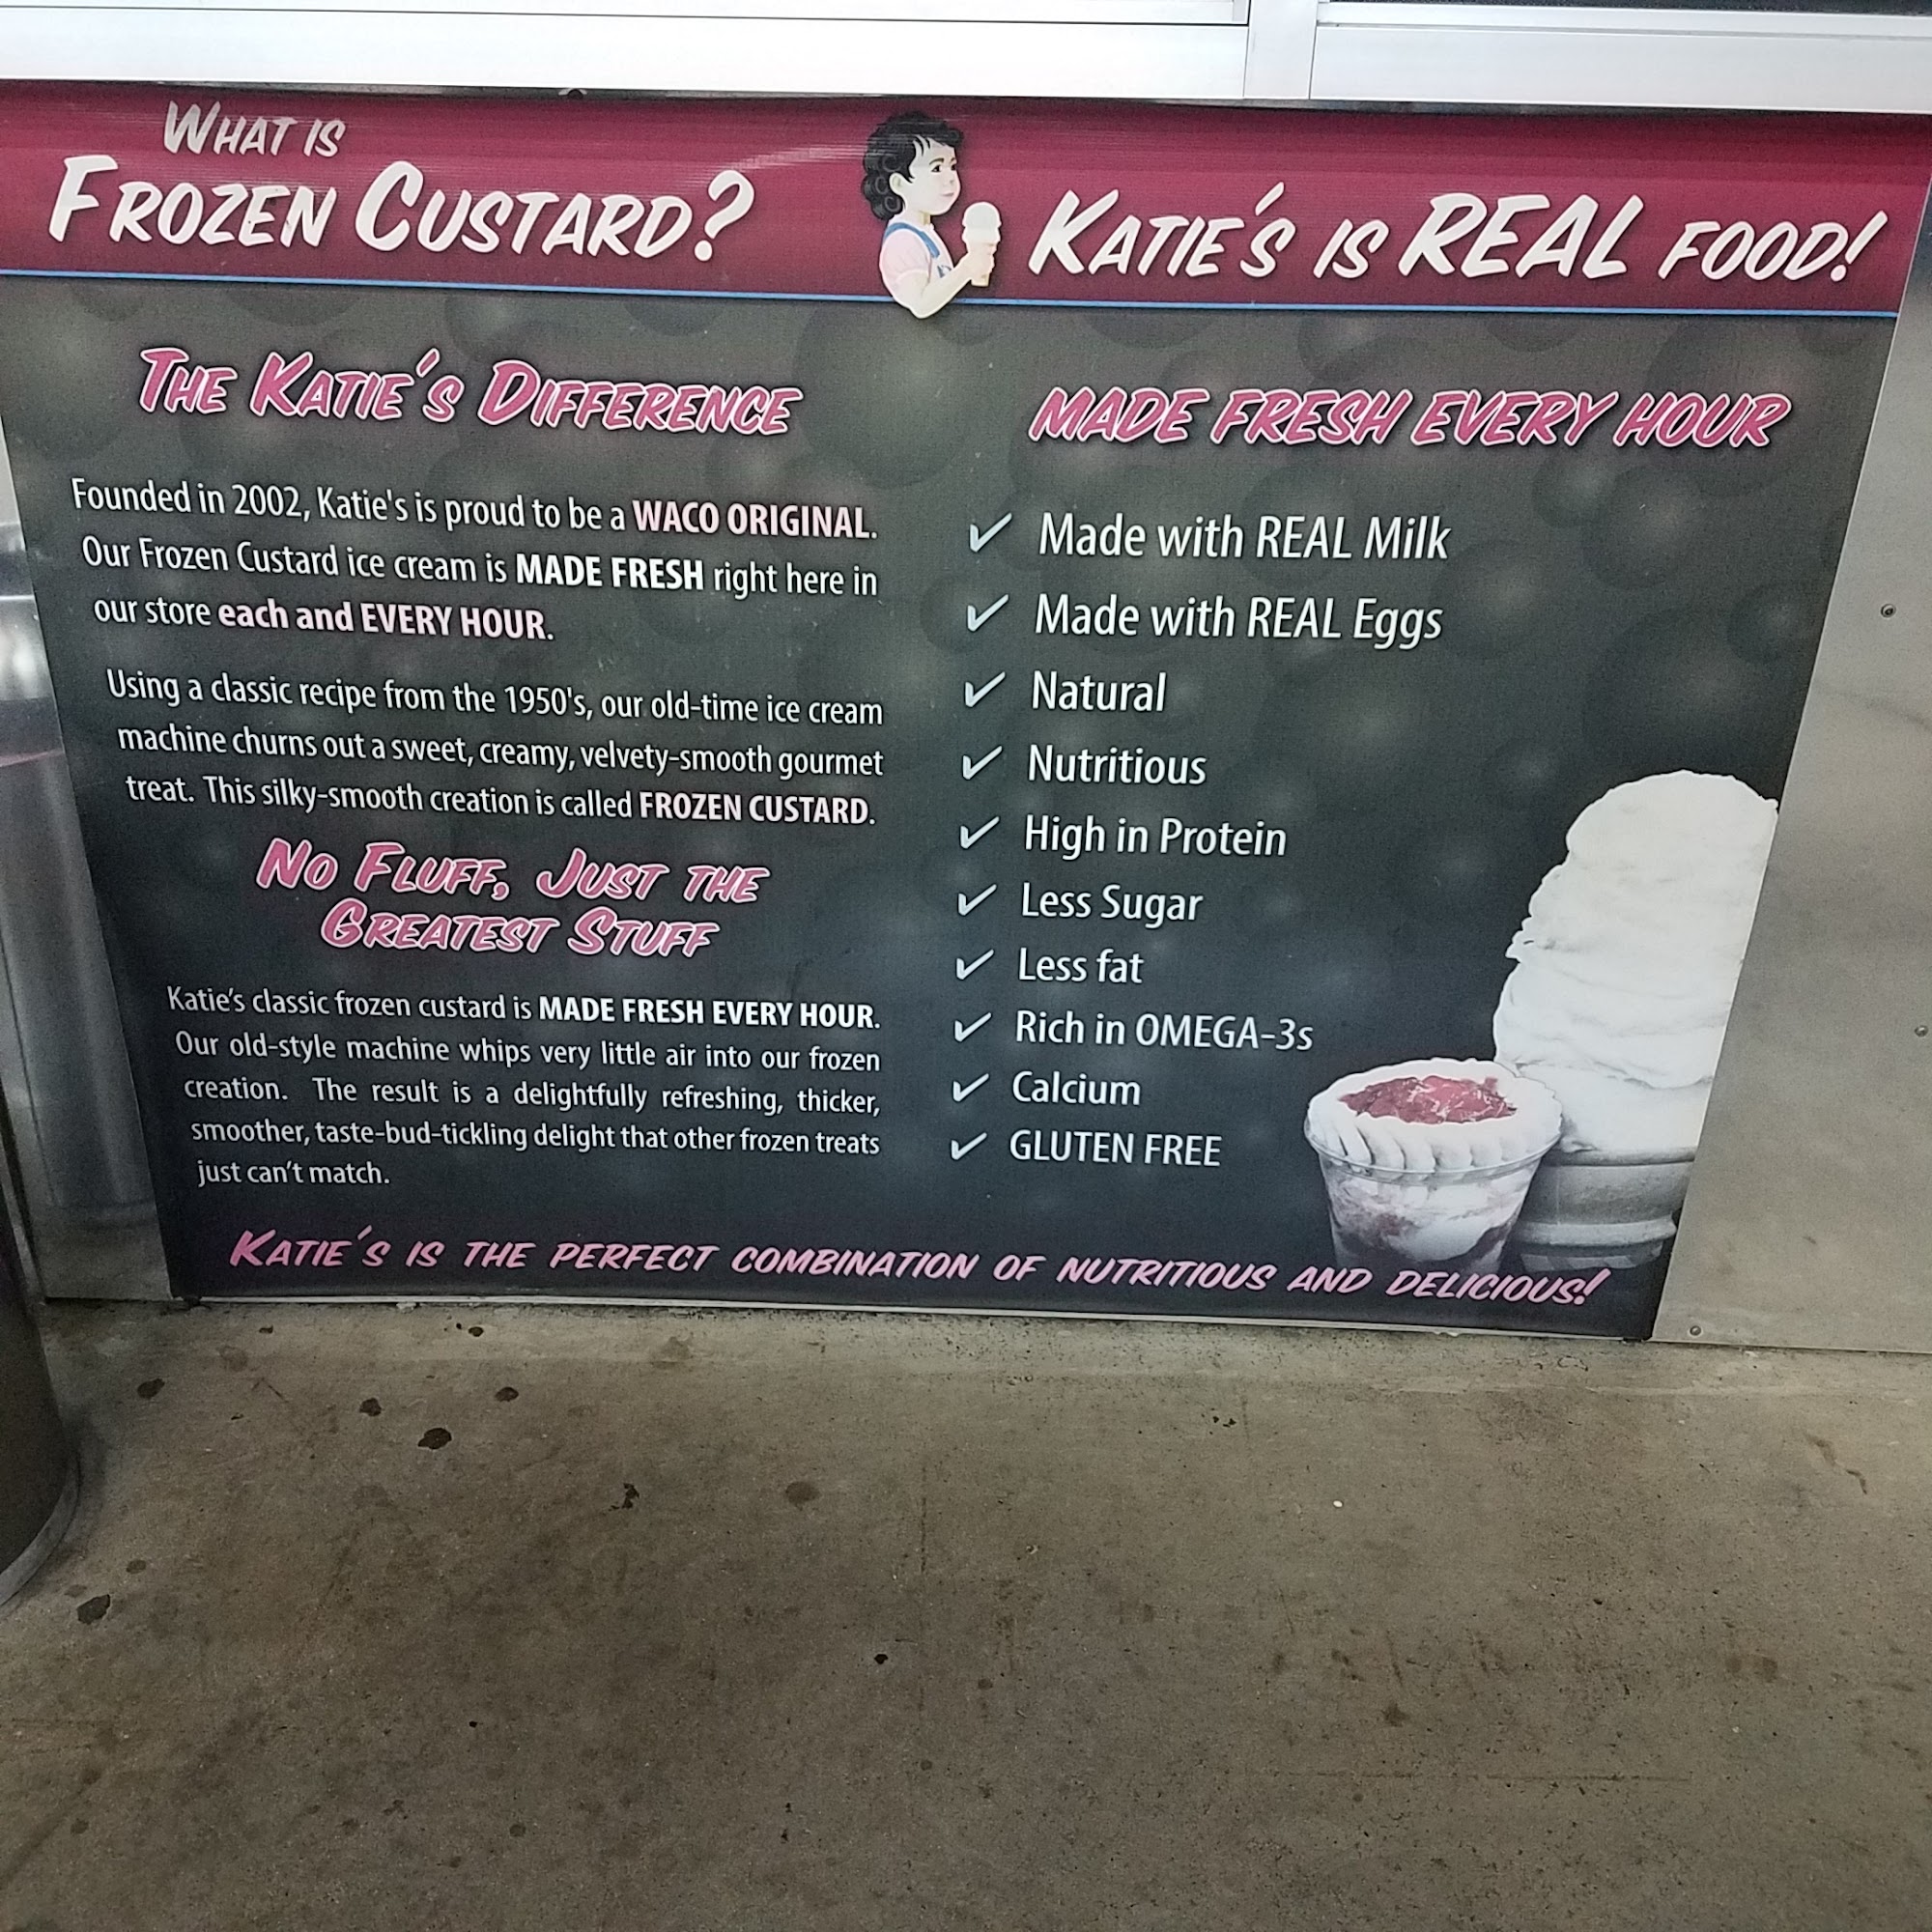 WHAT IS
FROZEN CUSTARD?
KATIE'S IS REAL FOOD!
THE KATIE'S DIFFERENCE
Founded in 2002, Katie's is proud to be a WACO ORIGINAL.
Our Frozen Custard ice cream is MADE FRESH right here in
our store each and EVERY HOUR.
Using a classic recipe from the 1950's, our old-time ice cream
machine churns out a sweet, creamy, velvety-smooth gourmet
treat. This silky-smooth creation is called FROZEN CUSTARD.
NO FLUFF, JUST THE
GREATEST STUFF
Katie's classic frozen custard is MADE FRESH EVERY HOUR.
Our old-style machine whips very little air into our frozen
creation. The result is a delightfully refreshing, thicker,
smoother, taste-bud-tickling delight that other frozen treats
just can't match.
MADE FRESH EVERY HOUR
✓ Made with REAL Milk
✓ Made with REAL Eggs
✓ Natural
✓ Nutritious
✓ High in Protein
✓ Less Sugar
✓ Less fat
✓ Rich in OMEGA-3s
✓ Calcium
✓ GLUTEN FREE
KATIE'S IS THE PERFECT COMBINATION OF NUTRITIOUS AND DELICIOUS!